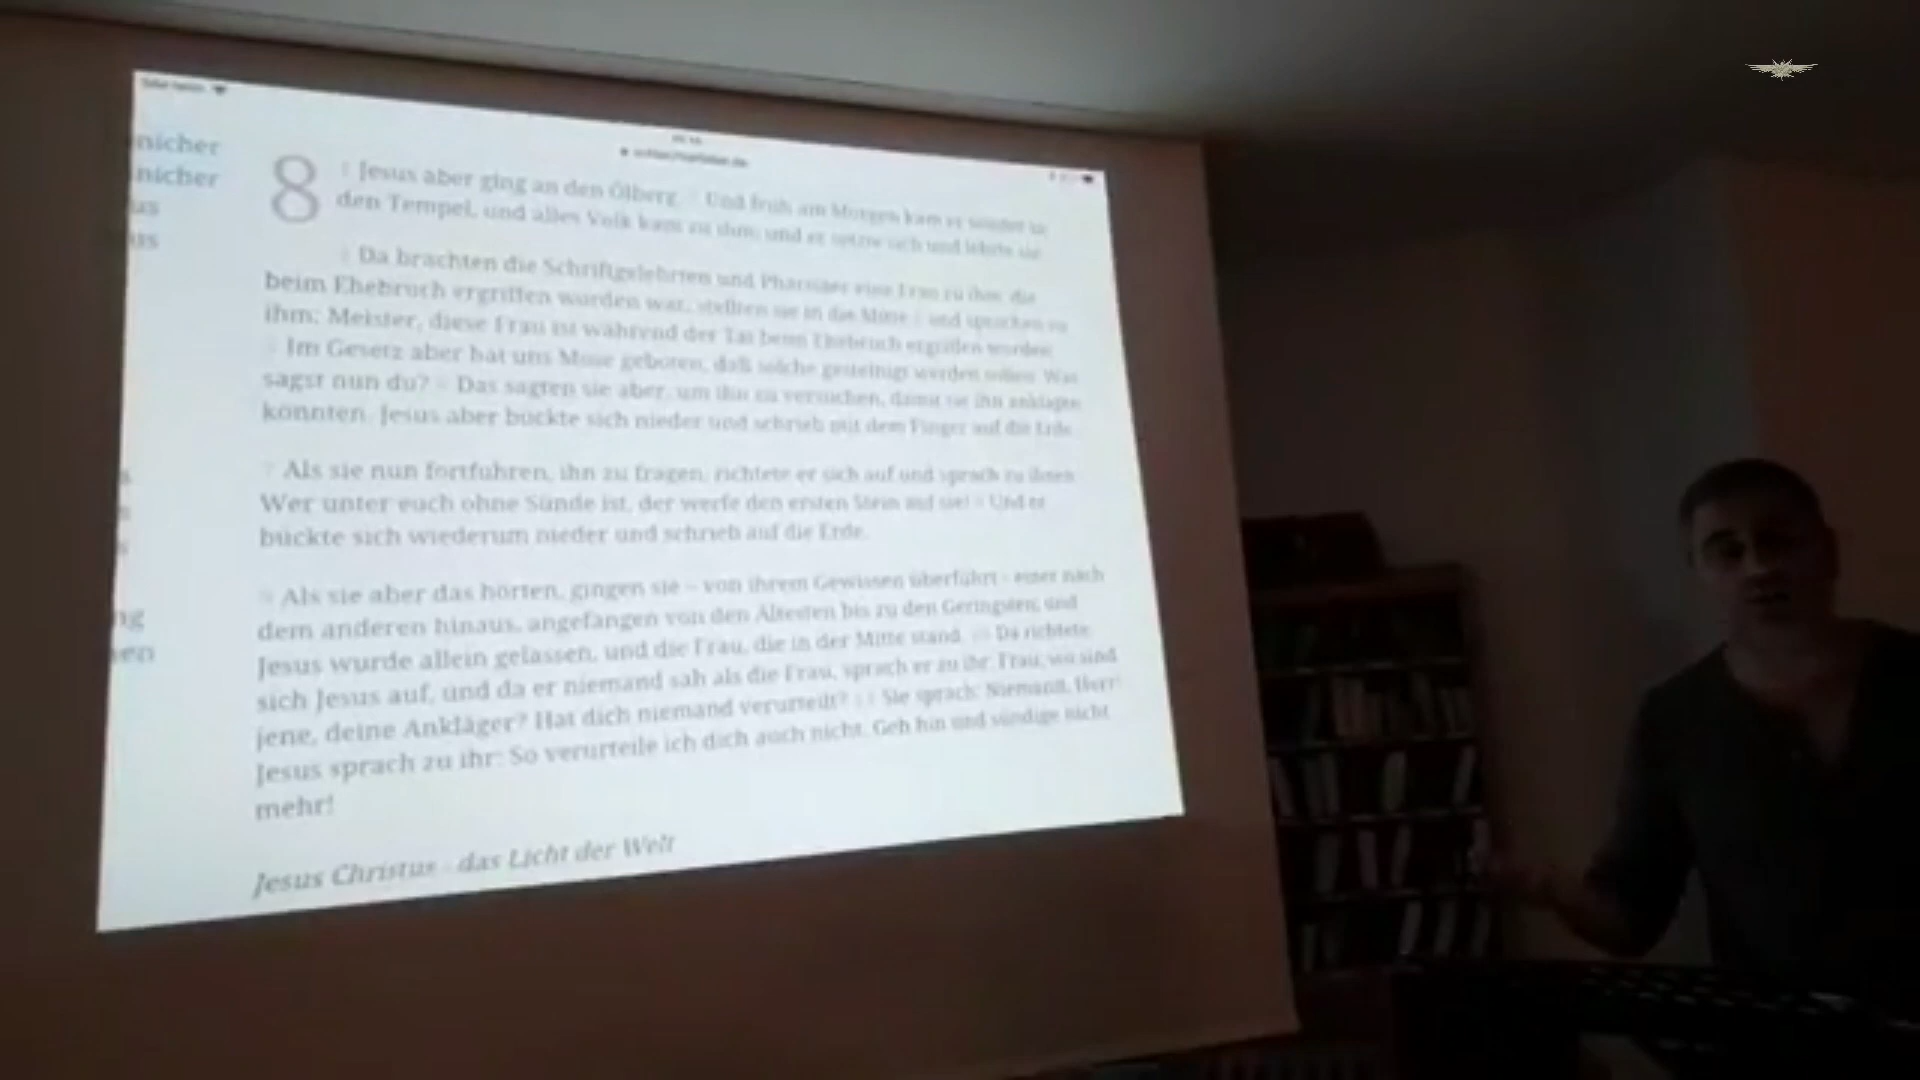 nicher
nicher
us
us
ng
en
8
Jesus aber ging an den Ölberg. Und früh am Morgen kam er wieder in
den Tempel, und alles Volk kam zu ihm; und er setzte sich und lehrte sie.
Da brachten die Schriftgelehrten und Pharisäer eine Frau zu ihm, die
beim Ehebruch ergriffen worden war, stellten sie in die Mitte und sprachen zu
ihm: Meister, diese Frau ist während der Tat beim Ehebruch ergriffen worden.
Im Gesetz aber hat uns Mose geboten, daß solche gesteinigt werden sollen. Was
sagst nun du? Das sagten sie aber, um ihn zu versuchen, damit sie ihn anklagen
könnten. Jesus aber bückte sich nieder und schrieb mit dem Finger auf die Erde.
Als sie nun fortfuhren, ihn zu fragen, richtete er sich auf und sprach zu ihnen:
Wer unter euch ohne Sünde ist, der werfe den ersten Stein auf sie! Und er
bückte sich wiederum nieder und schrieb auf die Erde.
Als sie aber das hörten, gingen sie – von ihrem Gewissen überführt – einer nach
dem anderen hinaus, angefangen von den Ältesten bis zu den Geringsten; und
Jesus wurde allein gelassen, und die Frau, die in der Mitte stand. Da richtete
sich Jesus auf, und da er niemand sah als die Frau, sprach er zu ihr: Frau, wo sind
jene, deine Ankläger? Hat dich niemand verurteilt? Sie sprach: Niemand, Herr!
Jesus sprach zu ihr: So verurteile ich dich auch nicht. Geh hin und sündige nicht
mehr!
Jesus Christus - das Licht der Welt